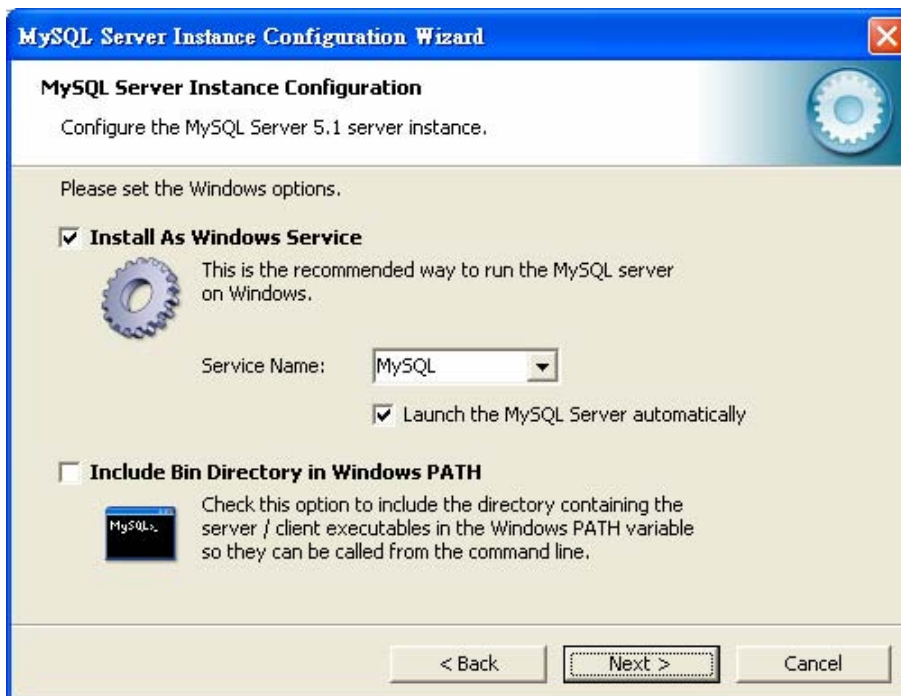 MySQL Server Instance Configuration Wizard
MySQL Server Instance Configuration
Configure the MySQL Server 5.1 server instance.
Please set the Windows options.
Install As Windows Service
This is the recommended way to run the MySQL server
on Windows.
Service Name: MySQL
Launch the MySQL Server automatically
Include Bin Directory in Windows PATH
Check this option to include the directory containing the
server / client executables in the Windows PATH variable
so they can be called from the command line.
MySQL>_
< Back Next > Cancel